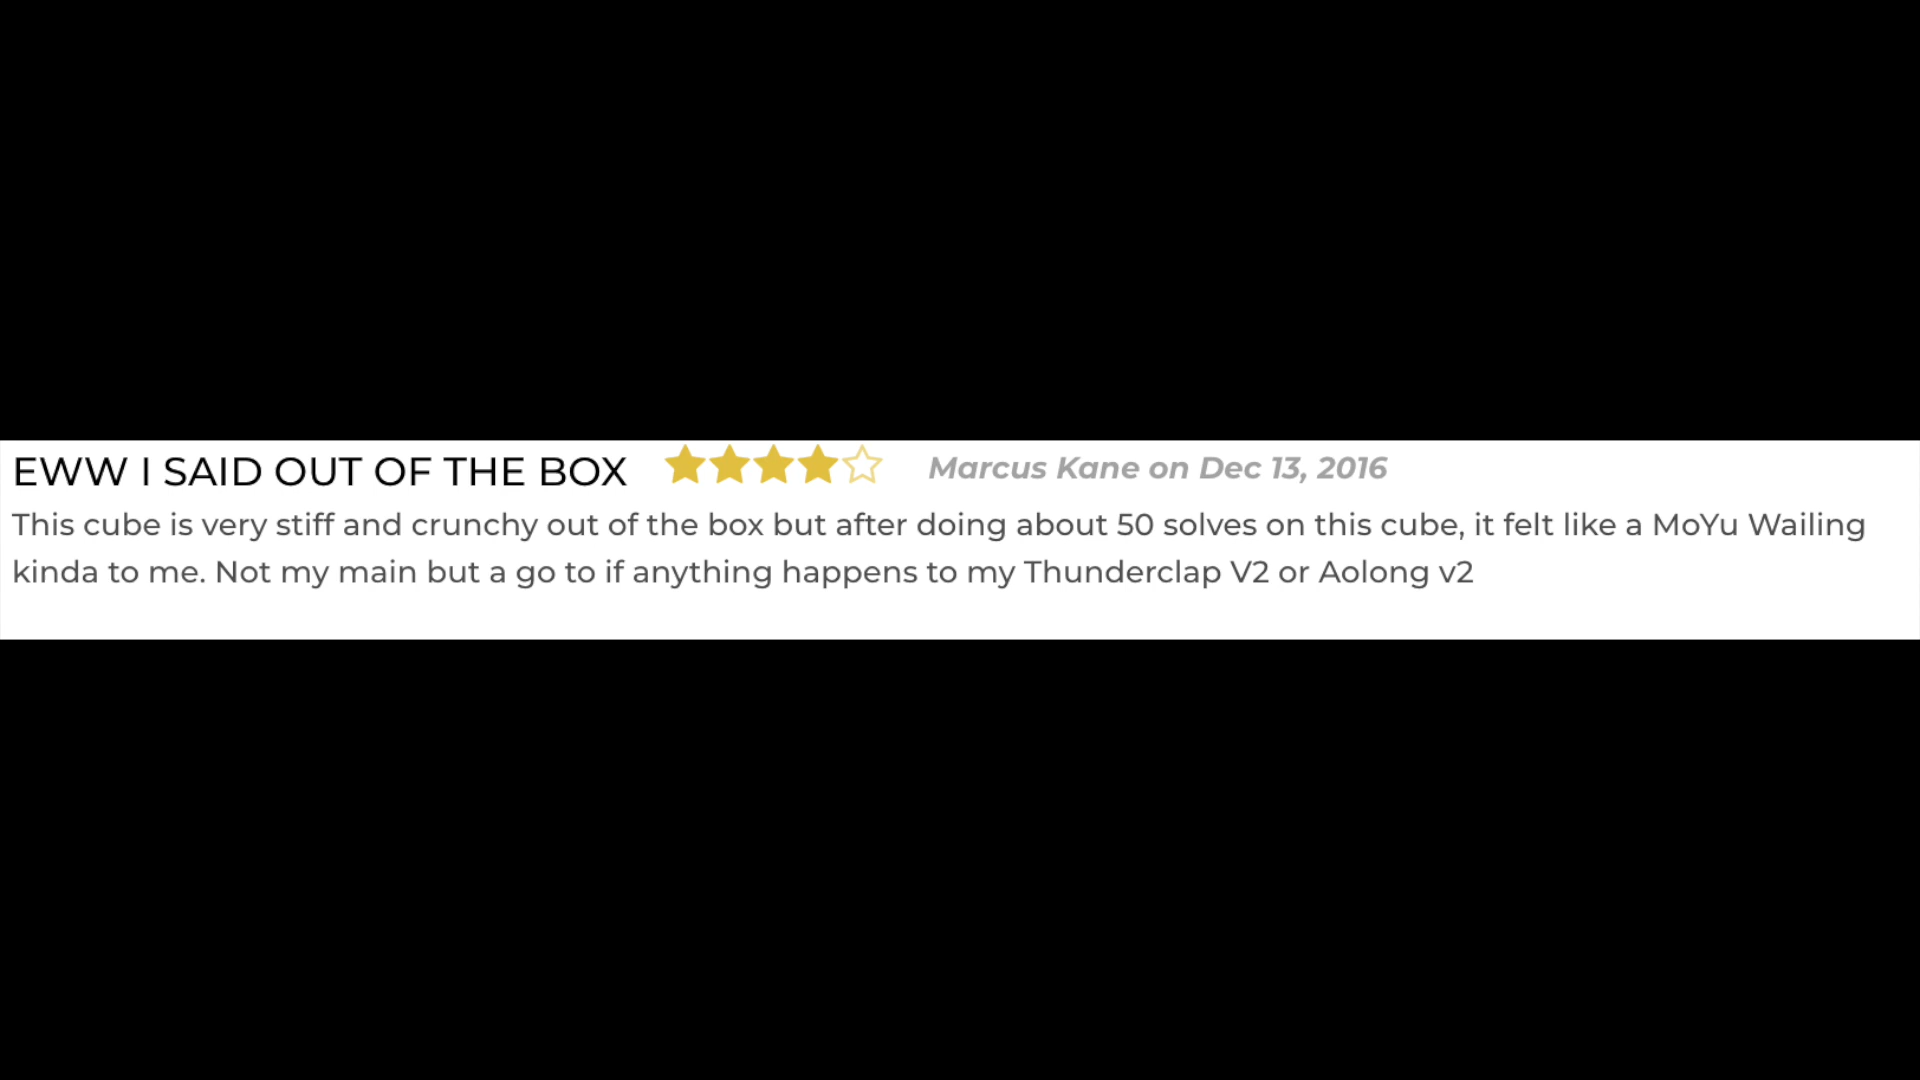 EWW I SAID OUT OF THE BOX Marcus Kane on Dec 13, 2016
This cube is very stiff and crunchy out of the box but after doing about 50 solves on this cube, it felt like a MoYu Wailing
kinda to me. Not my main but a go to if anything happens to my Thunderclap V2 or Aolong v2